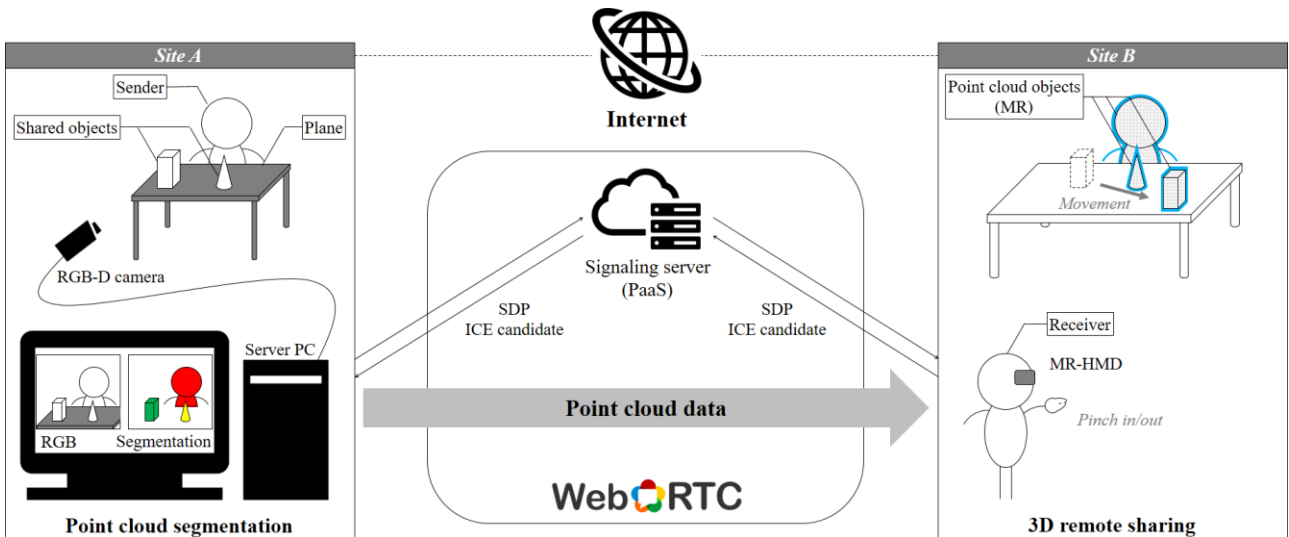 Site A
Sender
Shared objects
Plane
RGB-D camera
Server PC
RGB
Segmentation
Point cloud segmentation
Internet
Signaling server
(PaaS)
SDP
ICE candidate
SDP
ICE candidate
Point cloud data
WebRTC
Site B
Point cloud objects
(MR)
Movement
Receiver
MR-HMD
Pinch in/out
3D remote sharing